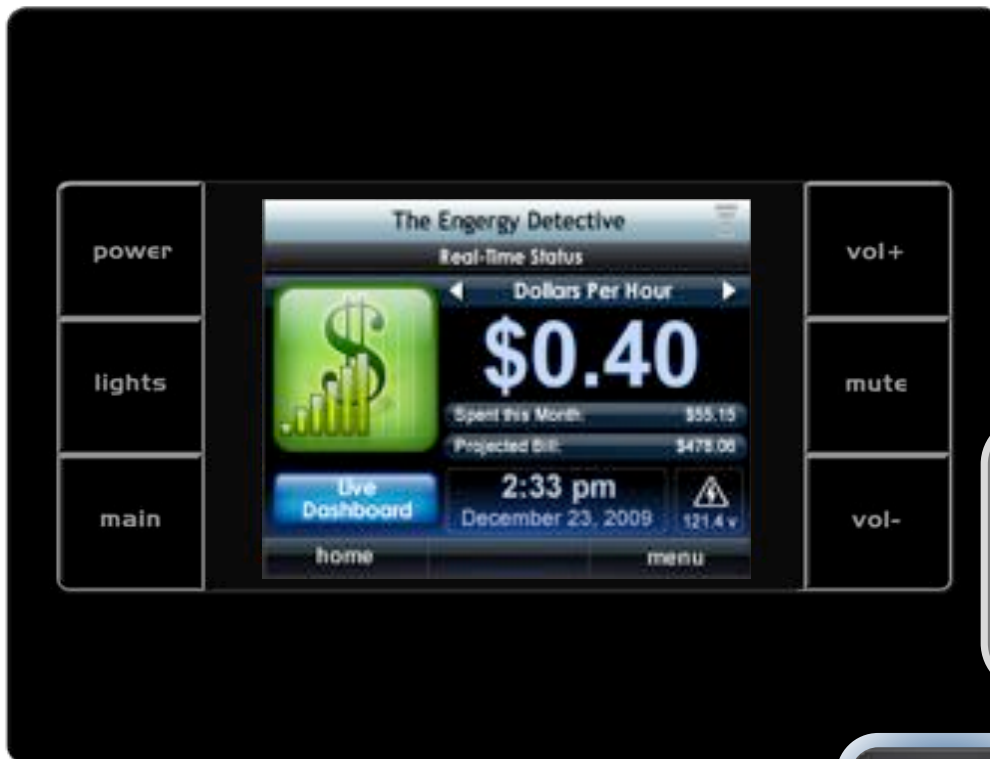 The Engergy Detective
Real-Time Status
Dollars Per Hour
$0.40
Spent this Month: $55.15
Projected Bill: $478.06
Live
Dashboard
2:33 pm
December 23, 2009
121.4 v
home menu
power
lights
main
vol+
mute
vol-